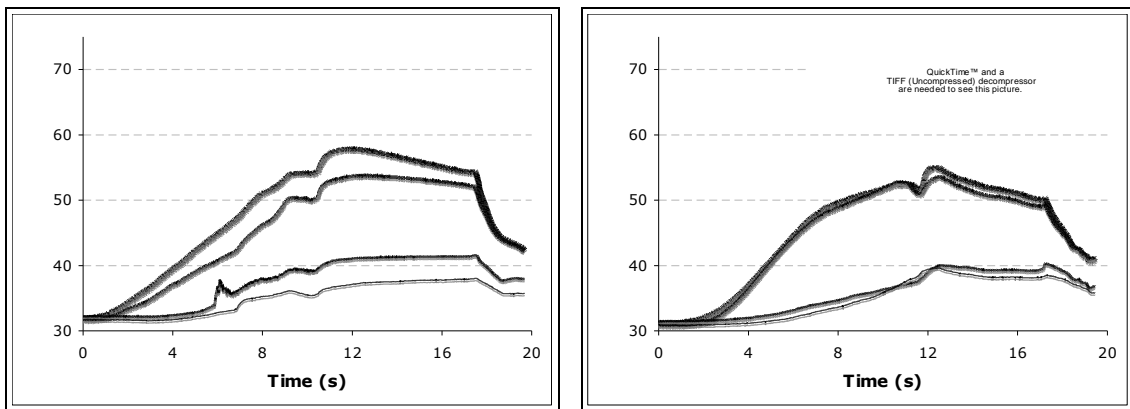 70
60
50
40
30
0 4 8 12 16 20
Time (s)
70
60
50
40
30
0 4 8 12 16 20
Time (s)
QuickTime™ and a
TIFF (Uncompressed) decompressor
are needed to see this picture.